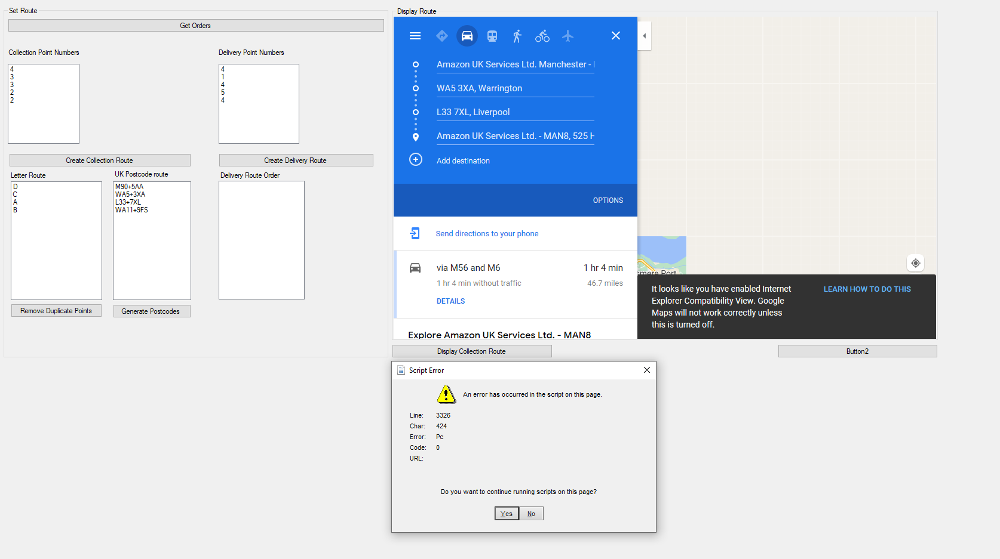 Set Route
Get Orders
Collection Point Numbers
4
3
3
2
2
Delivery Point Numbers
4
1
4
5
4
Create Collection Route
Create Delivery Route
Letter Route
D
C
A
B
UK Postcode route
M90+5AA
WA5+3XA
L33+7XL
WA11+9FS
Delivery Route Order
Remove Duplicate Points
Generate Postcodes
Display Route
Amazon UK Services Ltd. Manchester -
WA5 3XA, Warrington
L33 7XL, Liverpool
Amazon UK Services Ltd. - MAN8, 525 H
Add destination
OPTIONS
Send directions to your phone
via M56 and M6
1 hr 4 min
1 hr 4 min without traffic
46.7 miles
DETAILS
Explore Amazon UK Services Ltd. - MAN8
smere Port
It looks like you have enabled Internet
Explorer Compatibility View. Google
Maps will not work correctly unless
this is turned off.
LEARN HOW TO DO THIS
Display Collection Route
Button2
Script Error
An error has occurred in the script on this page.
Line: 3326
Char: 424
Error: Pc
Code: 0
URL:
Do you want to continue running scripts on this page?
Yes
No